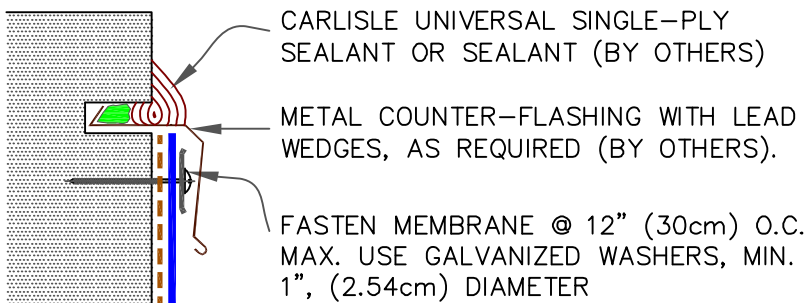 CARLISLE UNIVERSAL SINGLE-PLY
SEALANT OR SEALANT (BY OTHERS)
METAL COUNTER-FLASHING WITH LEAD
WEDGES, AS REQUIRED (BY OTHERS).
FASTEN MEMBRANE @ 12" (30cm) O.C.
MAX. USE GALVANIZED WASHERS, MIN.
1", (2.54cm) DIAMETER